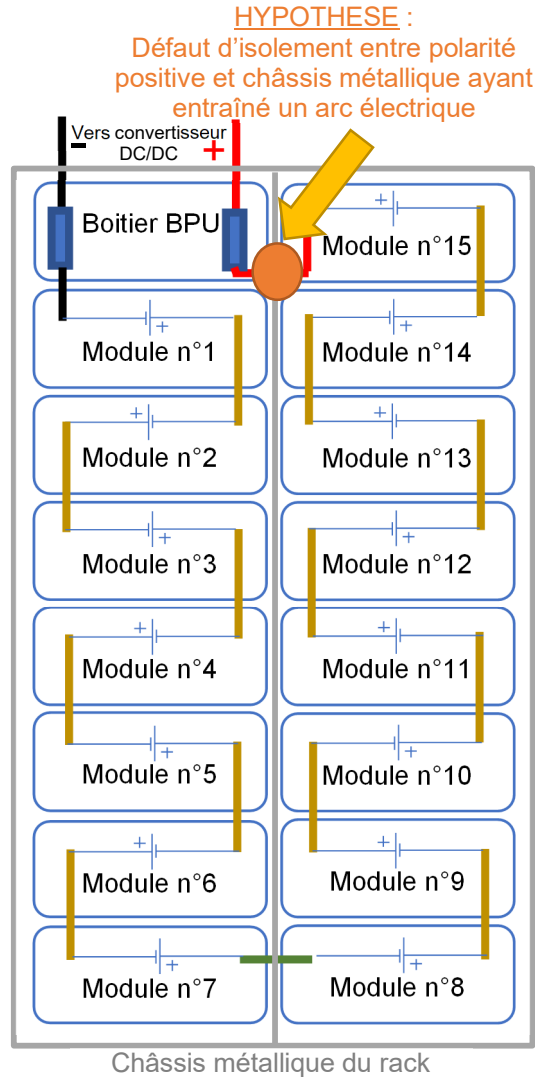 HYPOTHESE :
Défaut d’isolement entre polarité
positive et châssis métallique ayant
entraîné un arc électrique
Vers convertisseur
- DC/DC +
Boitier BPU
+
Module n°15
+
Module n°1
+
Module n°14
+
Module n°2
+
Module n°13
+
Module n°3
+
Module n°12
+
Module n°4
+
Module n°11
+
Module n°5
+
Module n°10
+
Module n°6
+
Module n°9
+
Module n°7
+
Module n°8
Châssis métallique du rack